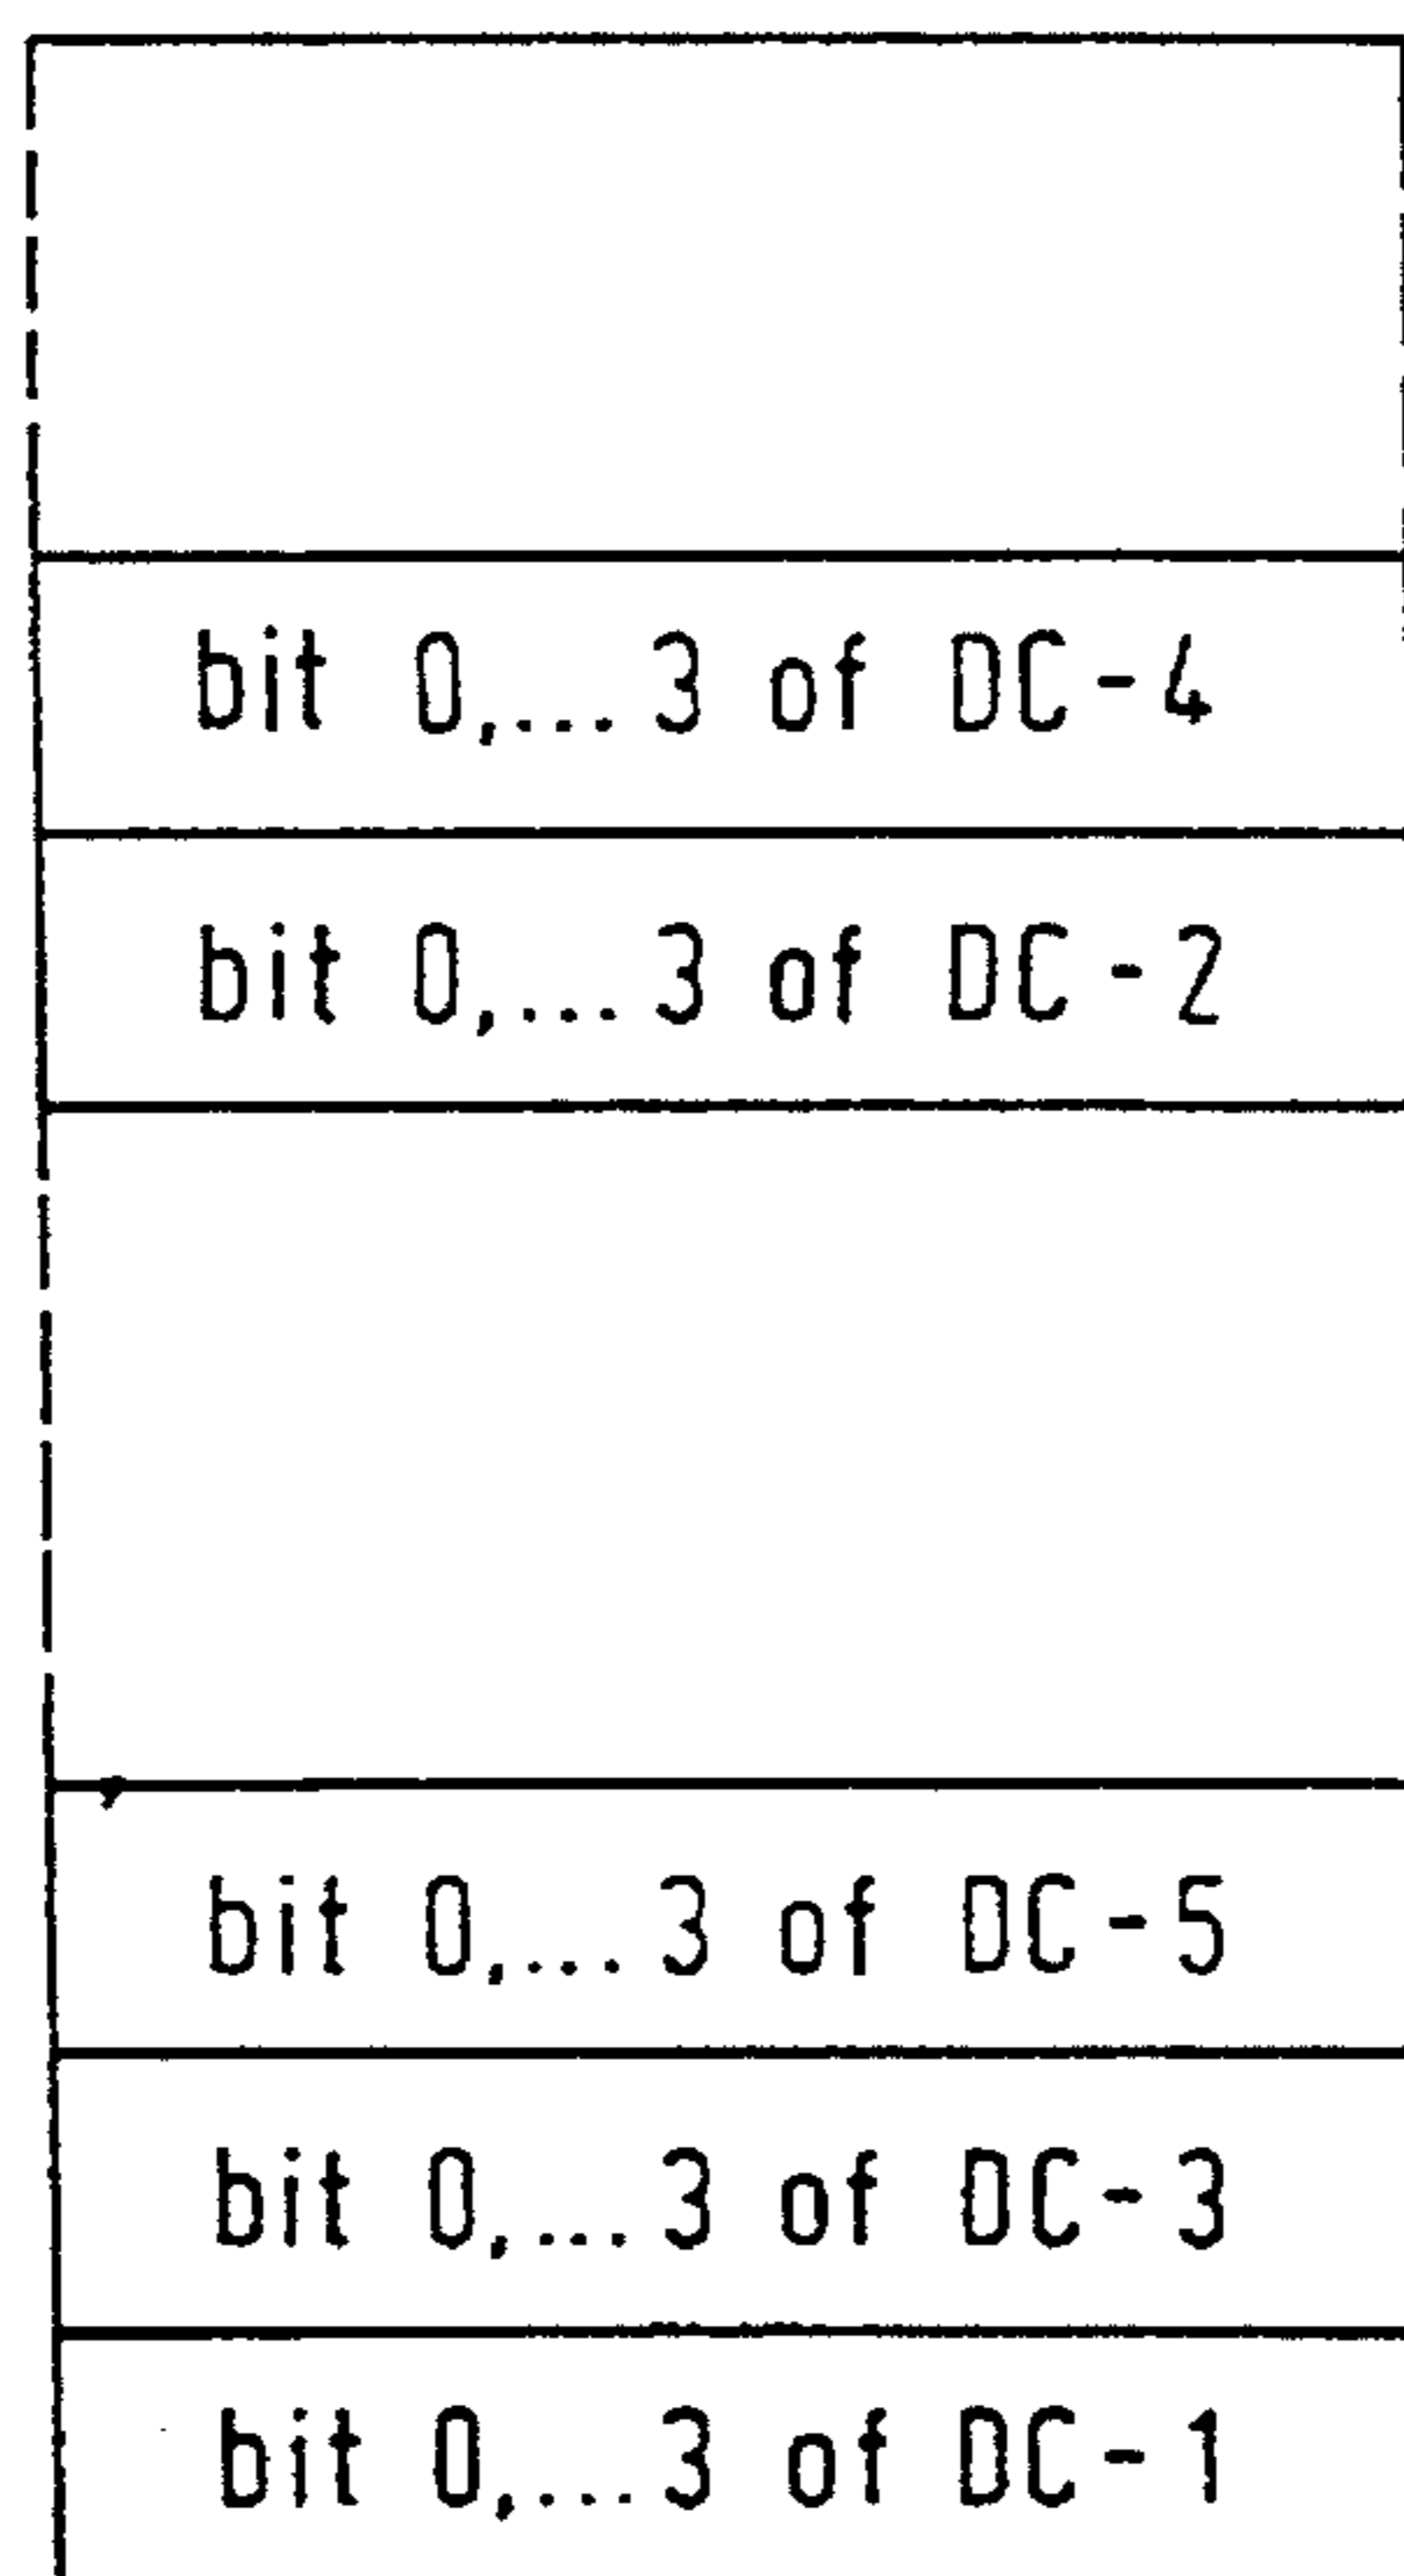 bit 0,...3 of DC-4
bit 0,...3 of DC-2
bit 0,...3 of DC-5
bit 0,...3 of DC-3
bit 0,...3 of DC-1